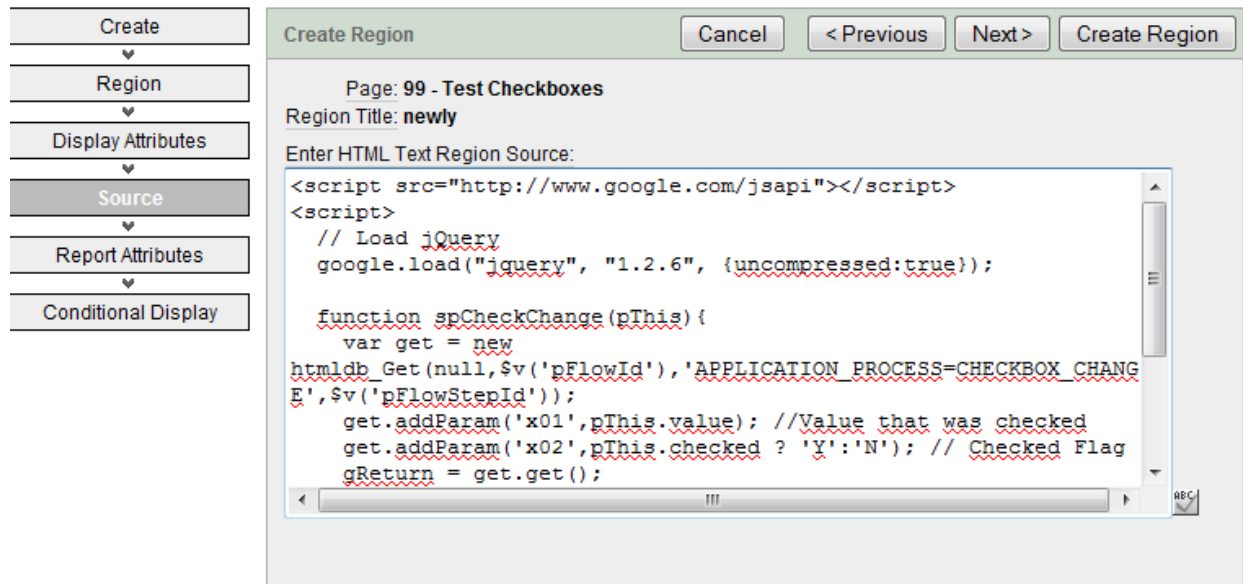 Create
Region
Display Attributes
Source
Report Attributes
Conditional Display
Create Region
Cancel
< Previous
Next >
Create Region
Page: 99 - Test Checkboxes
Region Title: newly
Enter HTML Text Region Source:
<script src="http://www.google.com/jsapi"></script>
<script>
// Load jQuery
google.load("jquery", "1.2.6", {uncompressed:true});
function spCheckChange(pThis){
var get = new
htmldb_Get(null,$v('pFlowId'),'APPLICATION_PROCESS=CHECKBOX_CHANG
E',$v('pFlowStepId'));
get.addParam('x01',pThis.value); //Value that was checked
get.addParam('x02',pThis.checked ? 'Y':'N'); // Checked Flag
gReturn = get.get();
ABC